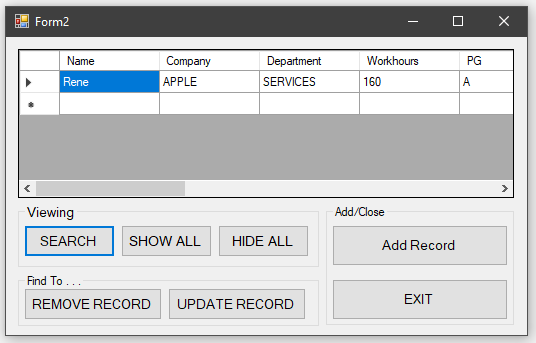 Form2
Name Company Department Workhours PG
Rene APPLE SERVICES 160 A
Viewing
SEARCH SHOW ALL HIDE ALL
Find To . . .
REMOVE RECORD UPDATE RECORD
Add/Close
Add Record
EXIT